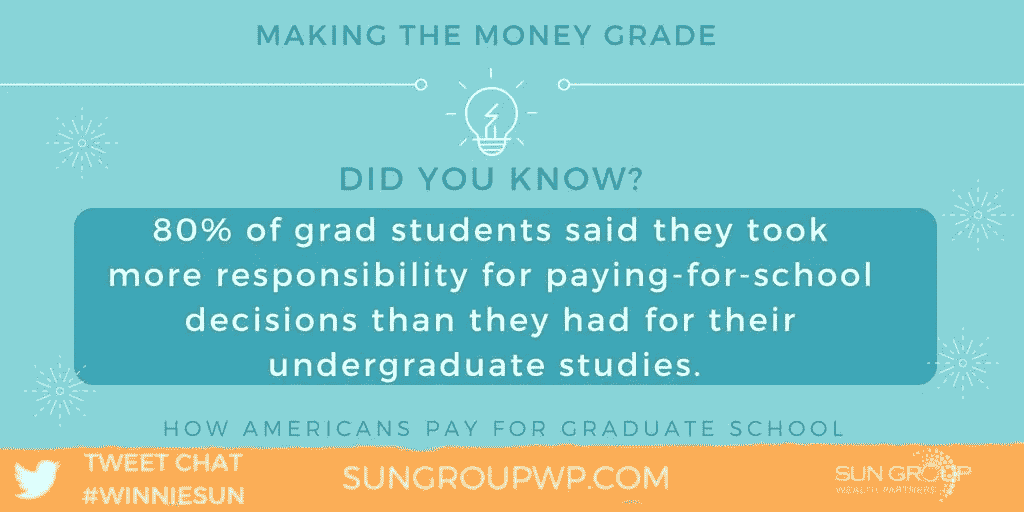 MAKING THE MONEY GRADE
DID YOU KNOW?
80% of grad students said they took
more responsibility for paying-for-school
decisions than they had for their
undergraduate studies.
HOW AMERICANS PAY FOR GRADUATE SCHOOL
TWEET CHAT
#WINNIESUN
SUNGROUPWP.COM
SUN GROUP
WEALTH PARTNERS